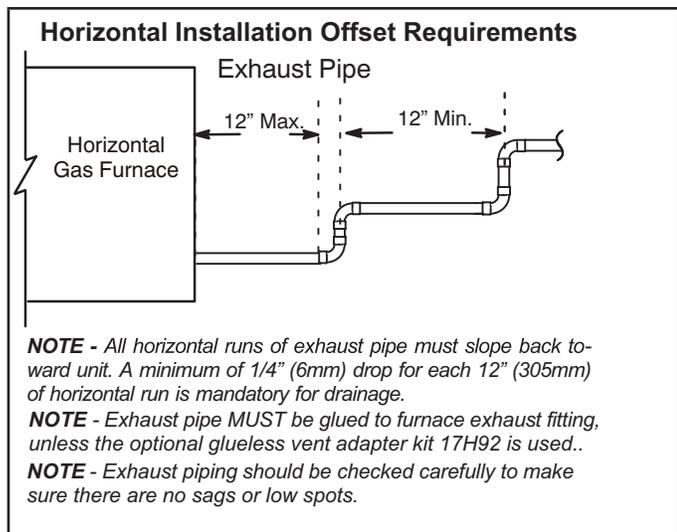 Horizontal Installation Offset Requirements
Exhaust Pipe
12” Max.
12” Min.
Horizontal
Gas Furnace
NOTE - All horizontal runs of exhaust pipe must slope back to-
ward unit. A minimum of 1/4” (6mm) drop for each 12” (305mm)
of horizontal run is mandatory for drainage.
NOTE - Exhaust pipe MUST be glued to furnace exhaust fitting,
unless the optional glueless vent adapter kit 17H92 is used..
NOTE - Exhaust piping should be checked carefully to make
sure there are no sags or low spots.